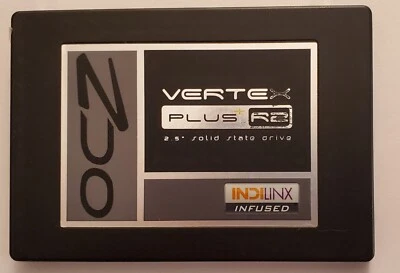 OCZ
VERTEX
PLUS R2
2.5" solid state drive
INDILINX
INFUSED